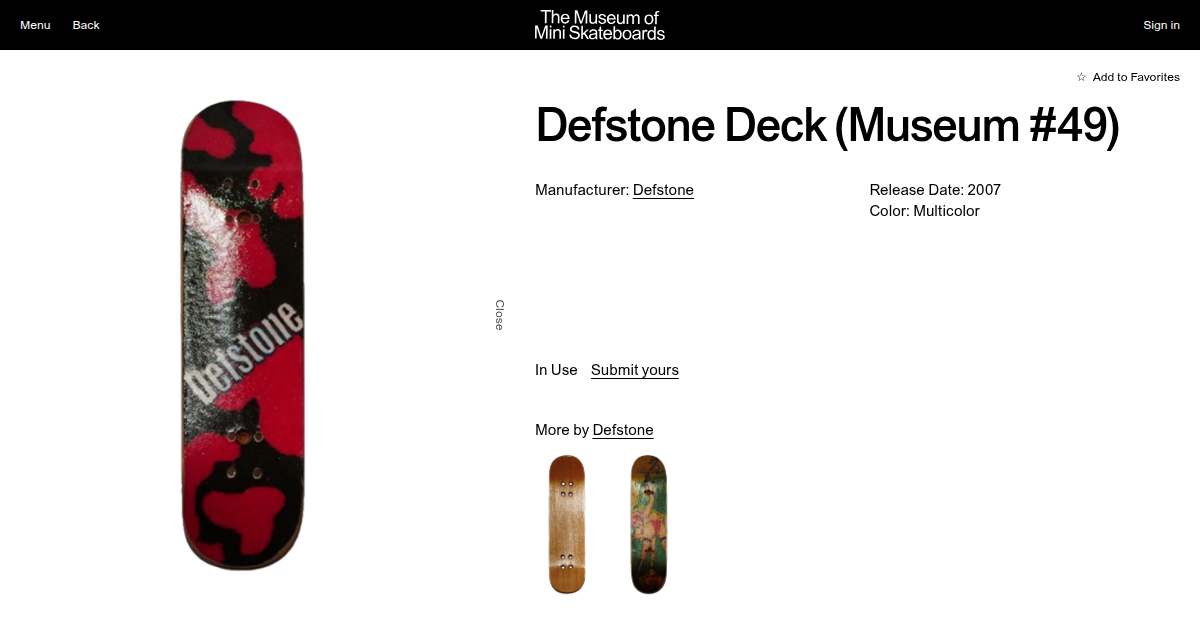 Menu
Back
The Museum of
Mini Skateboards
Sign in
☆ Add to Favorites
Defstone Deck (Museum #49)
Manufacturer: Defstone
Release Date: 2007
Color: Multicolor
Defstone
Close
In Use
Submit yours
More by Defstone